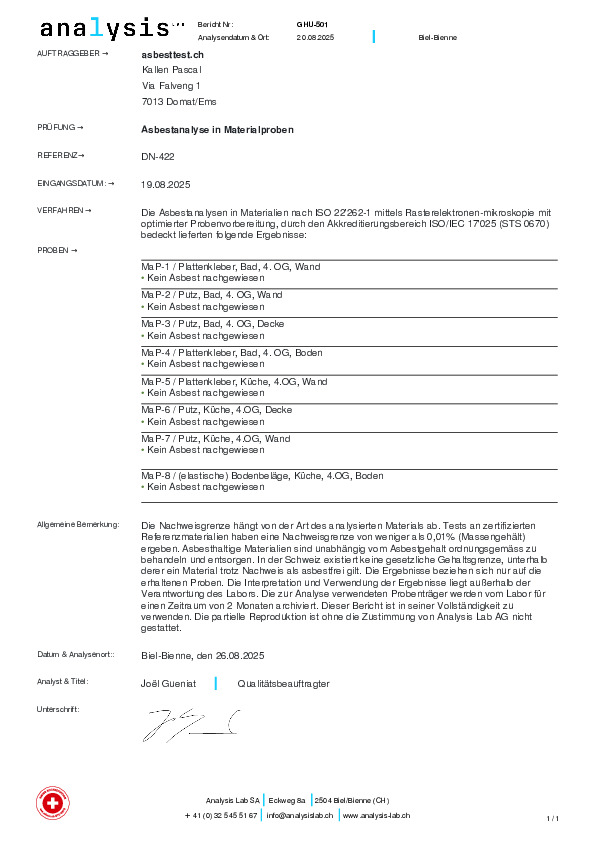 analysis
Bericht Nr: GHU-501
Analysendatum & Ort: 20.08.2025 Biel-Bienne
AUFTRAGGEBER → asbesttest.ch
Kallen Pascal
Via Falveng 1
7013 Domat/Ems
PRÜFUNG → Asbestanalyse in Materialproben
REFERENZ → DN-422
EINGANGSDATUM: → 19.08.2025
VERFAHREN → Die Asbestanalysen in Materialien nach ISO 22'262-1 mittels Rasterelektronen-mikroskopie mit
optimierter Probenvorbereitung, durch den Akkreditierungsbereich ISO/IEC 17025 (STS 0670)
bedeckt lieferten folgende Ergebnisse:
PROBEN →
MaP-1 / Plattenkleber, Bad, 4. OG, Wand
• Kein Asbest nachgewiesen
MaP-2 / Putz, Bad, 4. OG, Wand
• Kein Asbest nachgewiesen
MaP-3 / Putz, Bad, 4. OG, Decke
• Kein Asbest nachgewiesen
MaP-4 / Plattenkleber, Bad, 4. OG, Boden
• Kein Asbest nachgewiesen
MaP-5 / Plattenkleber, Küche, 4.OG, Wand
• Kein Asbest nachgewiesen
MaP-6 / Putz, Küche, 4.OG, Decke
• Kein Asbest nachgewiesen
MaP-7 / Putz, Küche, 4.OG, Wand
• Kein Asbest nachgewiesen
MaP-8 / (elastische) Bodenbeläge, Küche, 4.OG, Boden
• Kein Asbest nachgewiesen
Allgemeine Bemerkung: Die Nachweisgrenze hängt von der Art des analysierten Materials ab. Tests an zertifizierten
Referenzmaterialien haben eine Nachweisgrenze von weniger als 0,01% (Massengehält)
ergeben. Asbesthaltige Materialien sind unabhängig vom Asbestgehalt ordnungsgemäss zu
behandeln und entsorgen. In der Schweiz existiert keine gesetzliche Gehaltsgrenze, unterhalb
derer ein Material trotz Nachweis als asbestfrei gilt. Die Ergebnisse beziehen sich nur auf die
erhaltenen Proben. Die Interpretation und Verwendung der Ergebnisse liegt außerhalb der
Verantwortung des Labors. Die zur Analyse verwendeten Probenträger werden vom Labor für
einen Zeitraum von 2 Monaten archiviert. Dieser Bericht ist in seiner Vollständigkeit zu
verwenden. Die partielle Reproduktion ist ohne die Zustimmung von Analysis Lab AG nicht
gestattet.
Datum & Analysenort:: Biel-Bienne, den 26.08.2025
Analyst & Titel: Joël Gueniat Qualitätsbeauftragter
Unterschrift:
Analysis Lab SA Eckweg 8a 2504 Biel/Bienne (CH)
+ 41 (0) 32 545 51 67 info@analysislab.ch www.analysis-lab.ch
1 / 1